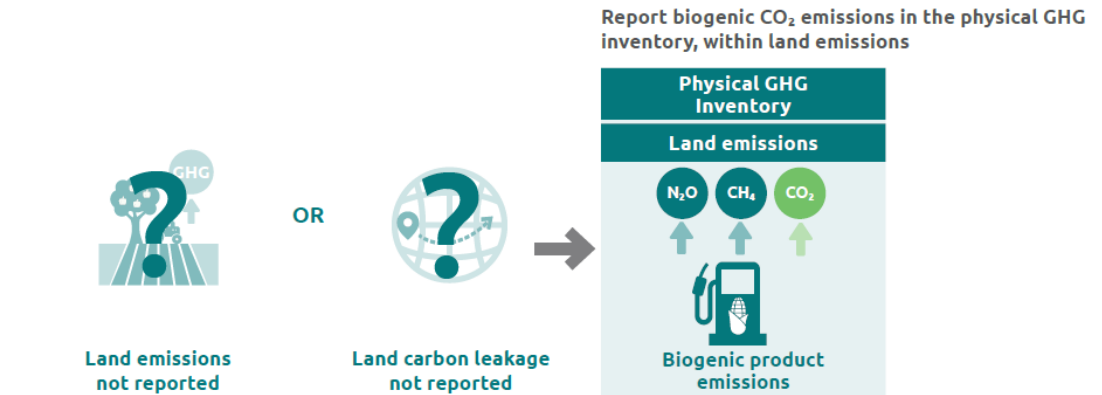 Report biogenic CO₂ emissions in the physical GHG
inventory, within land emissions
Physical GHG
Inventory
Land emissions
GHG
N₂O
CH₄
CO₂
?
OR
?
Land emissions
not reported
Land carbon leakage
not reported
Biogenic product
emissions